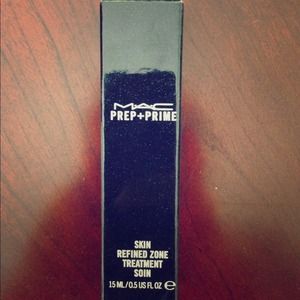 MAC
PREP+PRIME
SKIN
REFINED ZONE
TREATMENT
SOIN
15 ML / 0.5 US FL OZ ℮